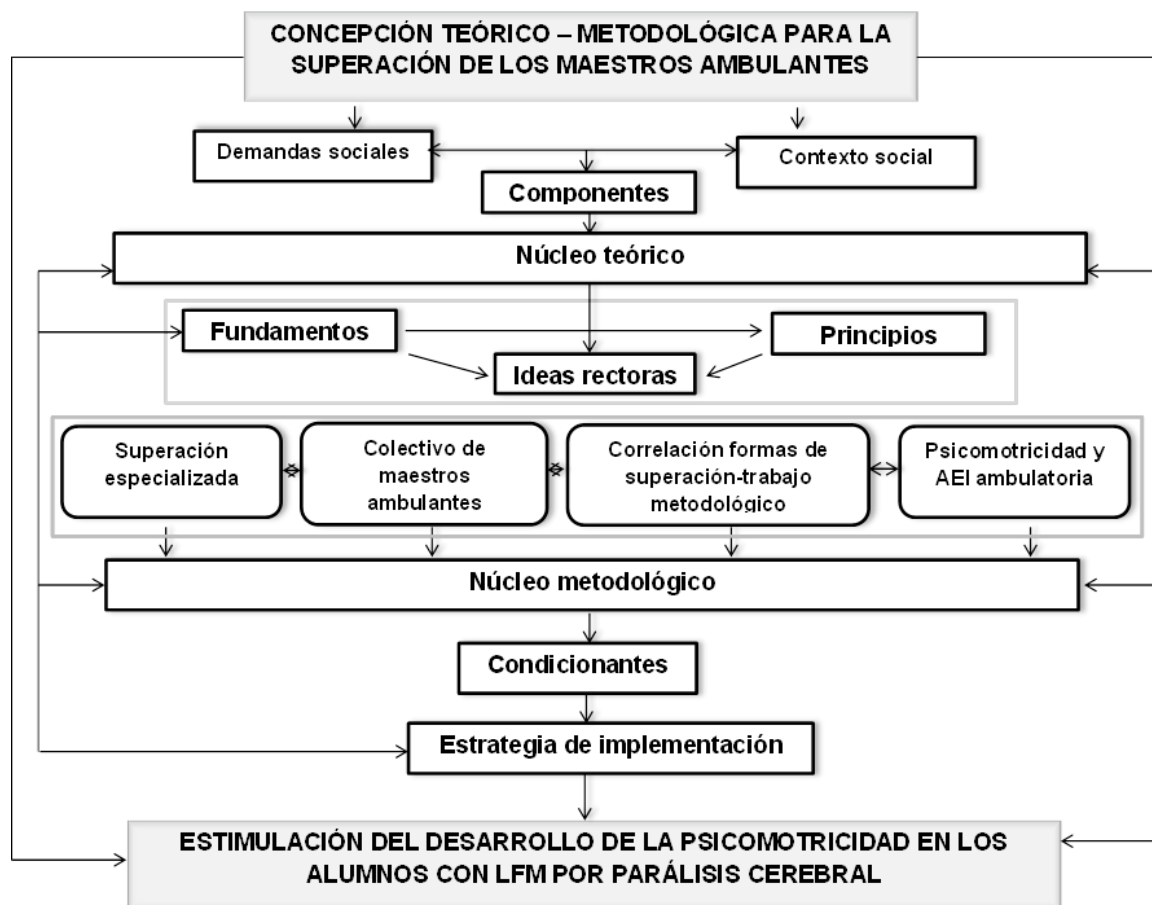 CONCEPCIÓN TEÓRICO – METODOLÓGICA PARA LA
SUPERACIÓN DE LOS MAESTROS AMBULANTES
Demandas sociales
Contexto social
Componentes
Núcleo teórico
Fundamentos
Principios
Ideas rectoras
Superación
especializada
Colectivo de
maestros
ambulantes
Correlación formas de
superación-trabajo
metodológico
Psicomotricidad y
AEI ambulatoria
Núcleo metodológico
Condicionantes
Estrategia de implementación
ESTIMULACIÓN DEL DESARROLLO DE LA PSICOMOTRICIDAD EN LOS
ALUMNOS CON LFM POR PARÁLISIS CEREBRAL